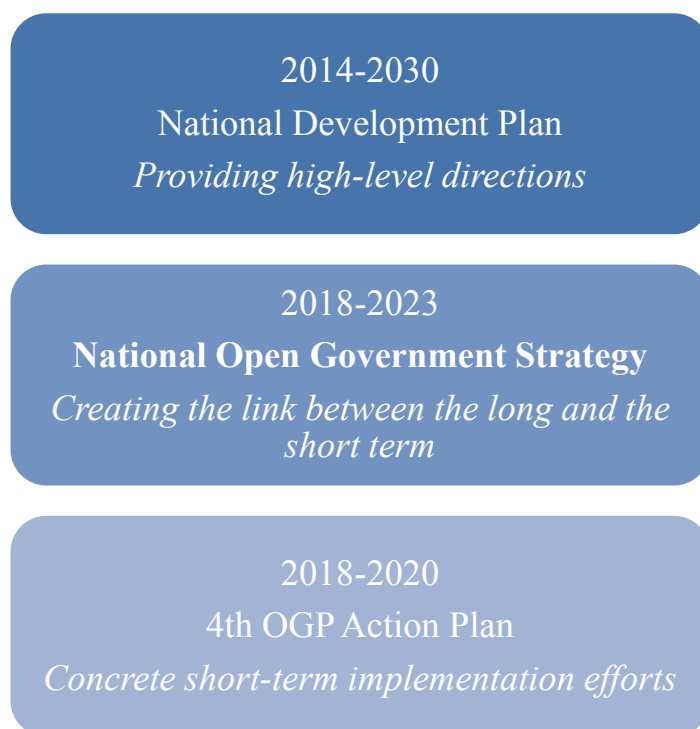 2014-2030
National Development Plan
Providing high-level directions
2018-2023
National Open Government Strategy
Creating the link between the long and the
short term
2018-2020
4th OGP Action Plan
Concrete short-term implementation efforts